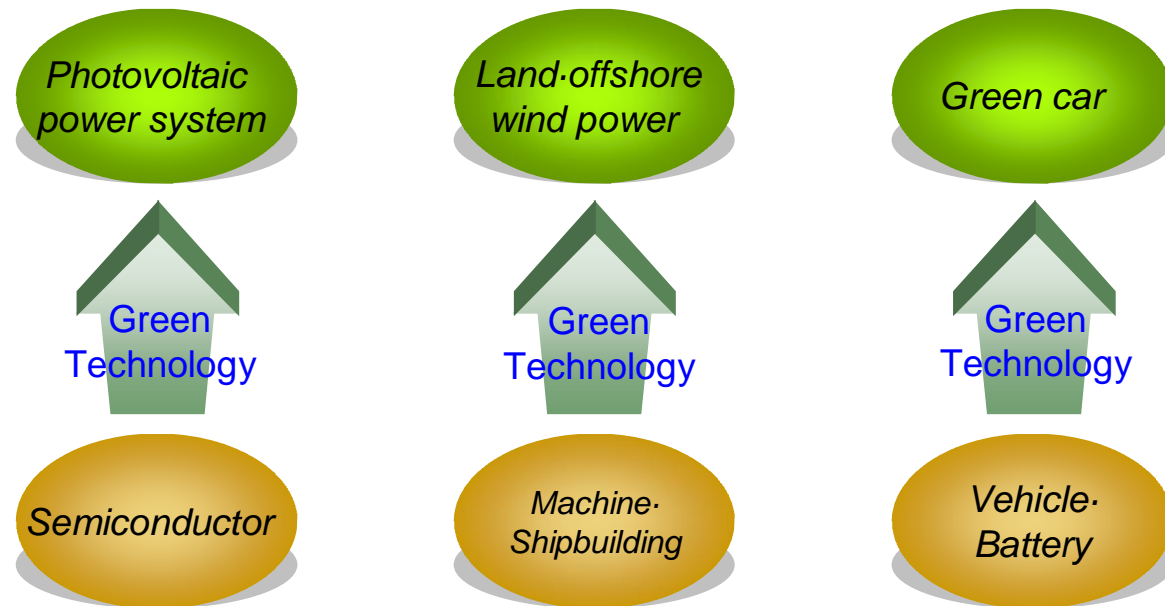 Photovoltaic
power system
Land·offshore
wind power
Green car
Green
Technology
Green
Technology
Green
Technology
Semiconductor
Machine·
Shipbuilding
Vehicle·
Battery